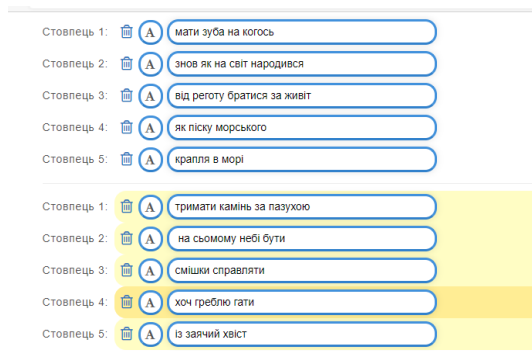 Стовпець 1: A мати зуба на когось
Стовпець 2: A знов як на світ народився
Стовпець 3: A від реготу братися за живіт
Стовпець 4: A як піску морського
Стовпець 5: A крапля в морі
Стовпець 1: A тримати камінь за пазухою
Стовпець 2: A на сьомому небі бути
Стовпець 3: A смішки справляти
Стовпець 4: A хоч греблю гати
Стовпець 5: A із заячий хвіст